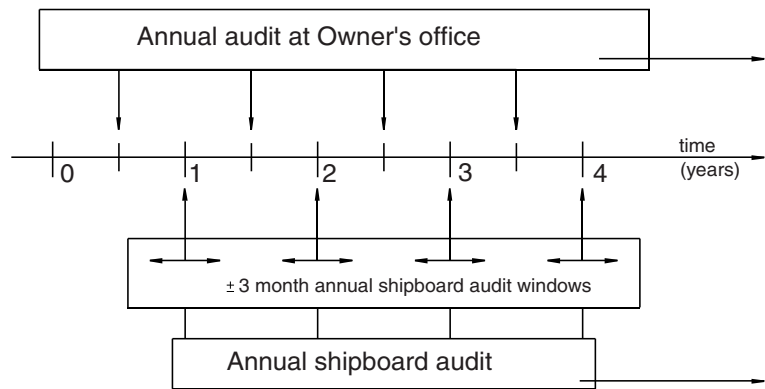 Annual audit at Owner's office
time
(years)
0 1 2 3 4
± 3 month annual shipboard audit windows
Annual shipboard audit